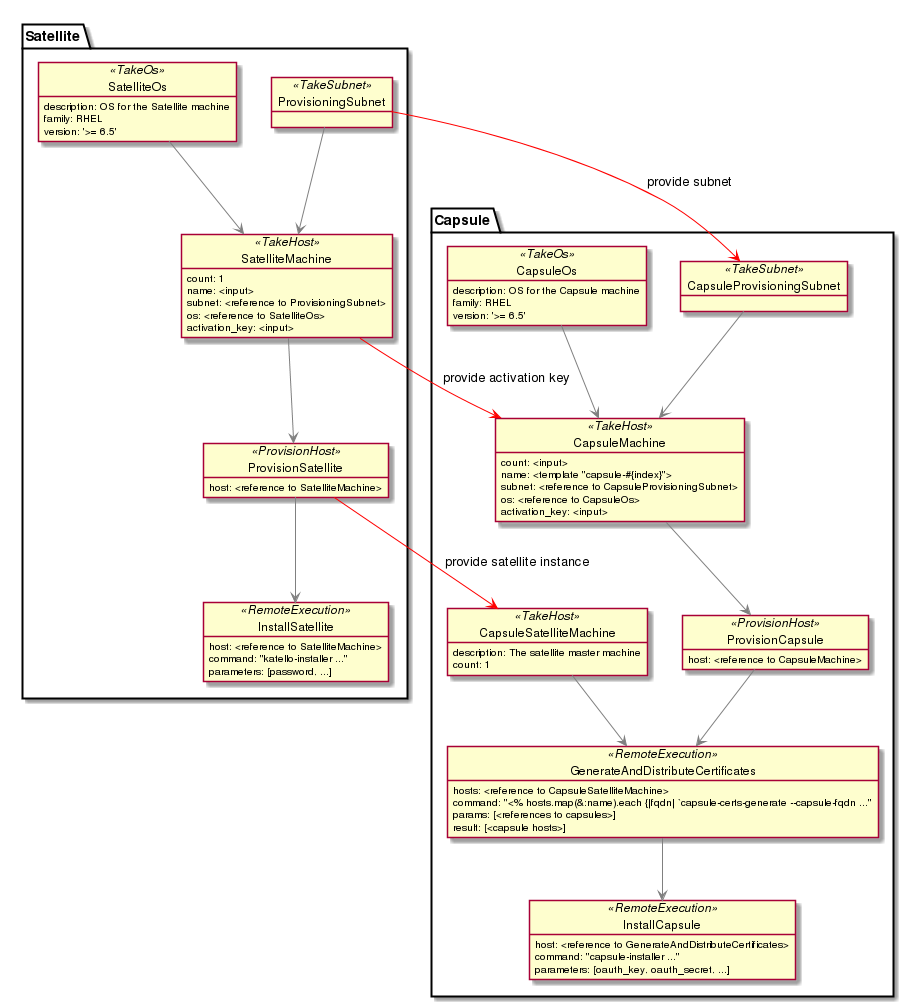 Satellite
«TakeOs»
SatelliteOs
description: OS for the Satellite machine
family: RHEL
version: '>= 6.5'
«TakeSubnet»
ProvisioningSubnet
provide subnet
«TakeHost»
SatelliteMachine
count: 1
name: <input>
subnet: <reference to ProvisioningSubnet>
os: <reference to SatelliteOs>
activation_key: <input>
provide activation key
«ProvisionHost»
ProvisionSatellite
host: <reference to SatelliteMachine>
provide satellite instance
«RemoteExecution»
InstallSatellite
host: <reference to SatelliteMachine>
command: "katello-installer ..."
parameters: [password, ...]
Capsule
«TakeOs»
CapsuleOs
description: OS for the Capsule machine
family: RHEL
version: '>= 6.5'
«TakeSubnet»
CapsuleProvisioningSubnet
«TakeHost»
CapsuleMachine
count: <input>
name: <template "capsule-#{index}">
subnet: <reference to CapsuleProvisioningSubnet>
os: <reference to CapsuleOs>
activation_key: <input>
«TakeHost»
CapsuleSatelliteMachine
description: The satellite master machine
count: 1
«ProvisionHost»
ProvisionCapsule
host: <reference to CapsuleMachine>
«RemoteExecution»
GenerateAndDistributeCertificates
hosts: <reference to CapsuleSatelliteMachine>
command: "<% hosts.map(&:name).each {|fqdn| `capsule-certs-generate --capsule-fqdn ..."
params: [<references to capsules>]
result: [<capsule hosts>]
«RemoteExecution»
InstallCapsule
host: <reference to GenerateAndDistributeCertificates>
command: "capsule-installer ..."
parameters: [oauth_key, oauth_secret, ...]